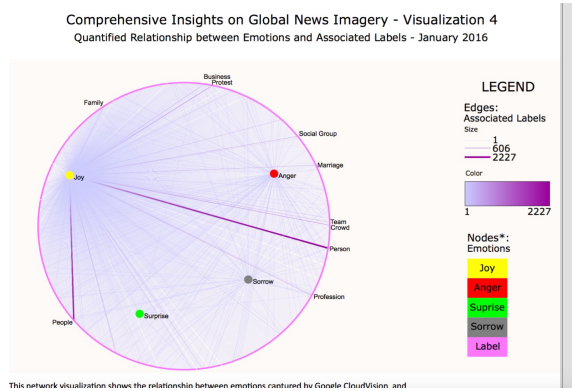 Comprehensive Insights on Global News Imagery - Visualization 4
Quantified Relationship between Emotions and Associated Labels - January 2016
Business
Protest
Family
Social Group
Marriage
Joy
Anger
Team
Crowd
Person
Sorrow
Profession
Surprise
People
LEGEND
Edges:
Associated Labels
Size
1
606
2227
Color
1 2227
Nodes*:
Emotions
Joy
Anger
Suprise
Sorrow
Label
This network visualization shows the relationship between emotions captured by Google CloudVision, and